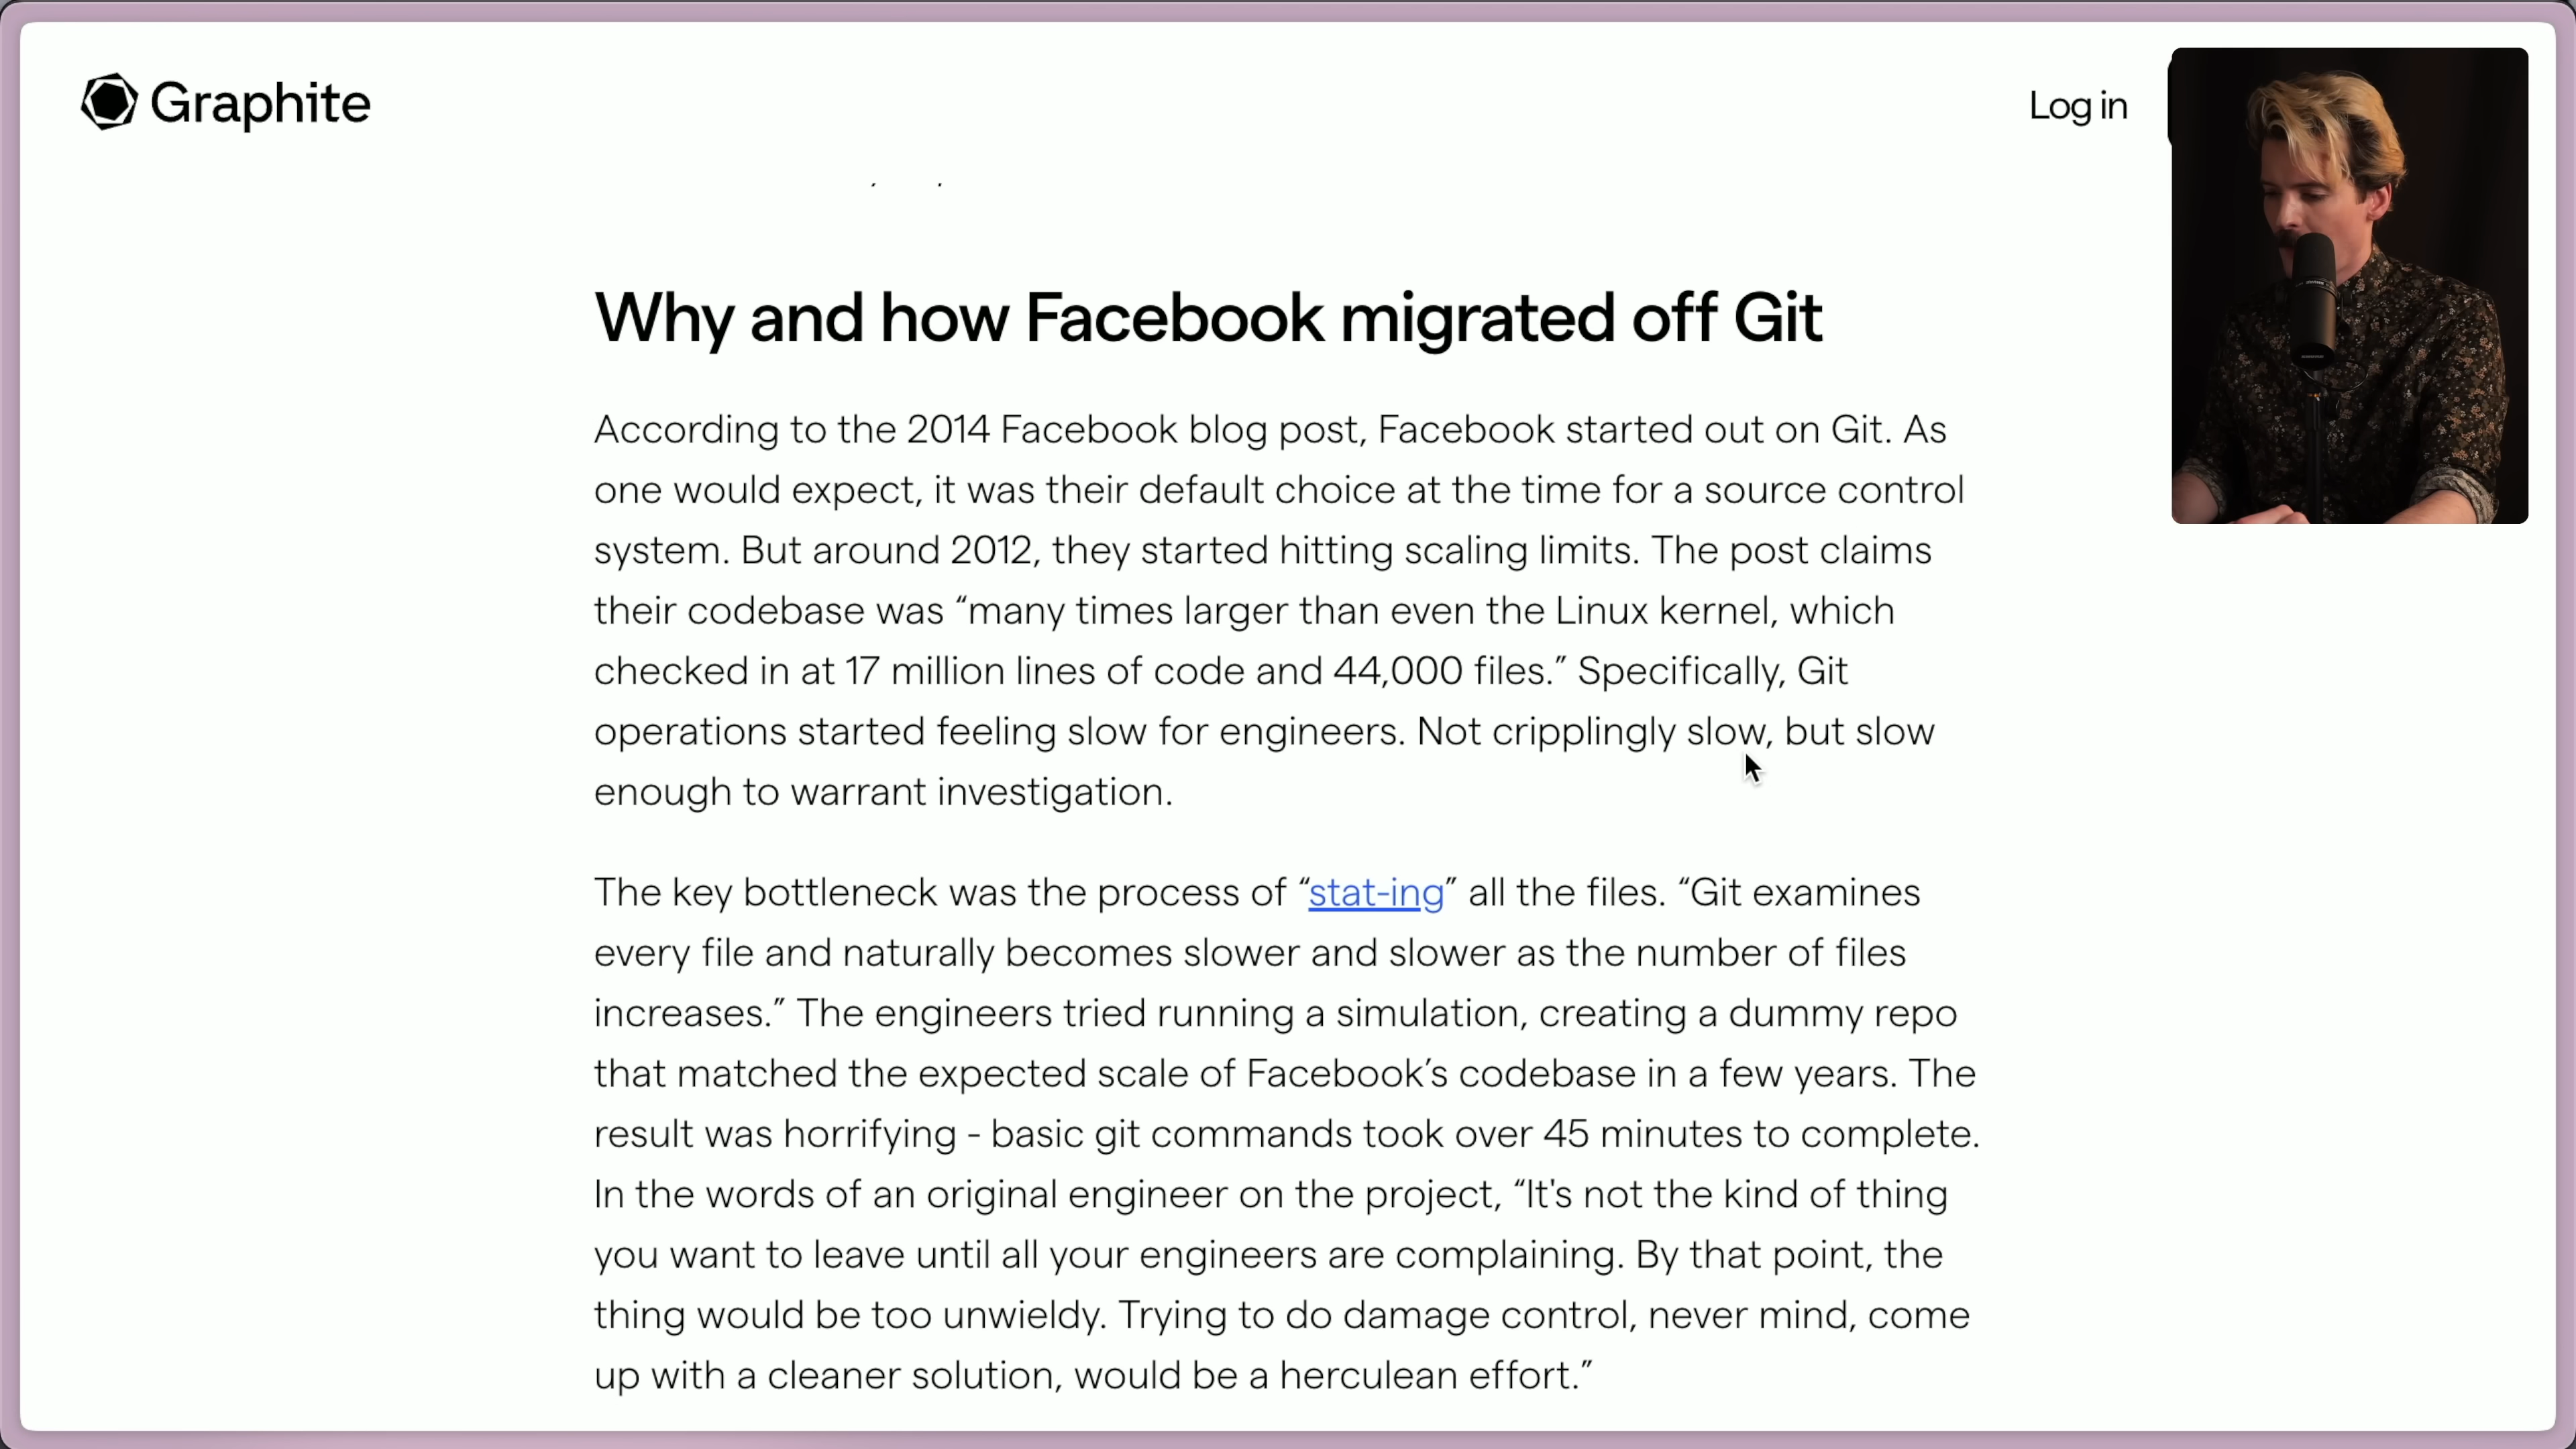 Graphite
Log in
Why and how Facebook migrated off Git
According to the 2014 Facebook blog post, Facebook started out on Git. As
one would expect, it was their default choice at the time for a source control
system. But around 2012, they started hitting scaling limits. The post claims
their codebase was “many times larger than even the Linux kernel, which
checked in at 17 million lines of code and 44,000 files.” Specifically, Git
operations started feeling slow for engineers. Not cripplingly slow, but slow
enough to warrant investigation.
The key bottleneck was the process of “stat-ing” all the files. “Git examines
every file and naturally becomes slower and slower as the number of files
increases.” The engineers tried running a simulation, creating a dummy repo
that matched the expected scale of Facebook’s codebase in a few years. The
result was horrifying - basic git commands took over 45 minutes to complete.
In the words of an original engineer on the project, “It's not the kind of thing
you want to leave until all your engineers are complaining. By that point, the
thing would be too unwieldy. Trying to do damage control, never mind, come
up with a cleaner solution, would be a herculean effort.”